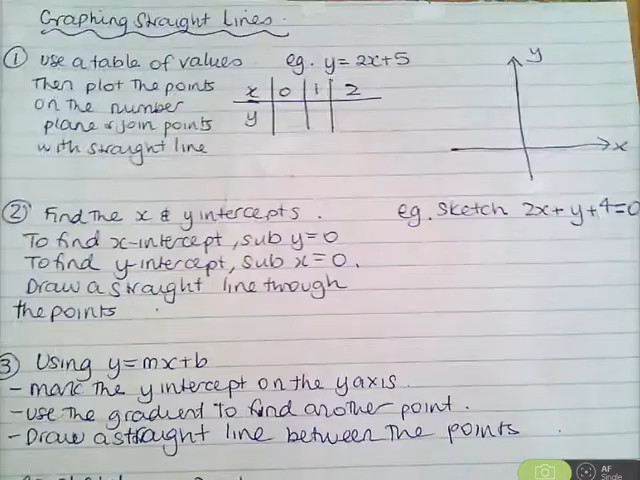 Graphing Straight Lines.
① Use a table of values eg. y = 2x+5
Then plot the points
on the number
plane & join points
with straight line
x 0 1 2
y
y
x
② Find the x & y intercepts.
eg. Sketch 2x + y + 4 = 0
To find x-intercept, sub y = 0
To find y-intercept, sub x = 0.
Draw a straight line through
the points
③ Using y = mx + b
- mark the y intercept on the y axis.
- Use the gradient to find another point.
- Draw a straight line between the points
AF
Single